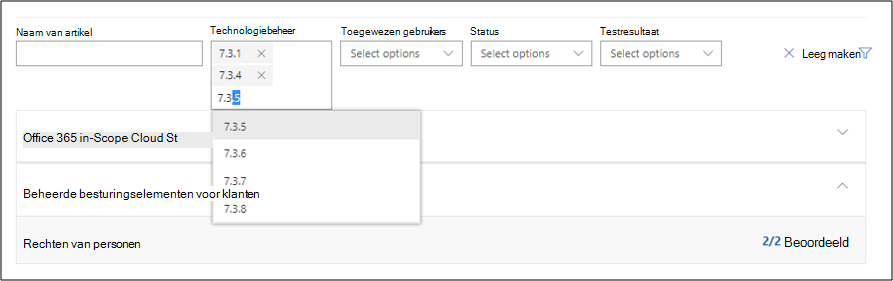 Naam van artikel
Technologiebeheer
Toegewezen gebruikers
Status
Testresultaat
7.3.1
7.3.4
7.3.5
Select options
Select options
Select options
Leeg maken
7.3.5
7.3.6
7.3.7
7.3.8
Office 365 in-Scope Cloud St
Beheerde besturingselementen voor klanten
Rechten van personen
2/2 Beoordeeld